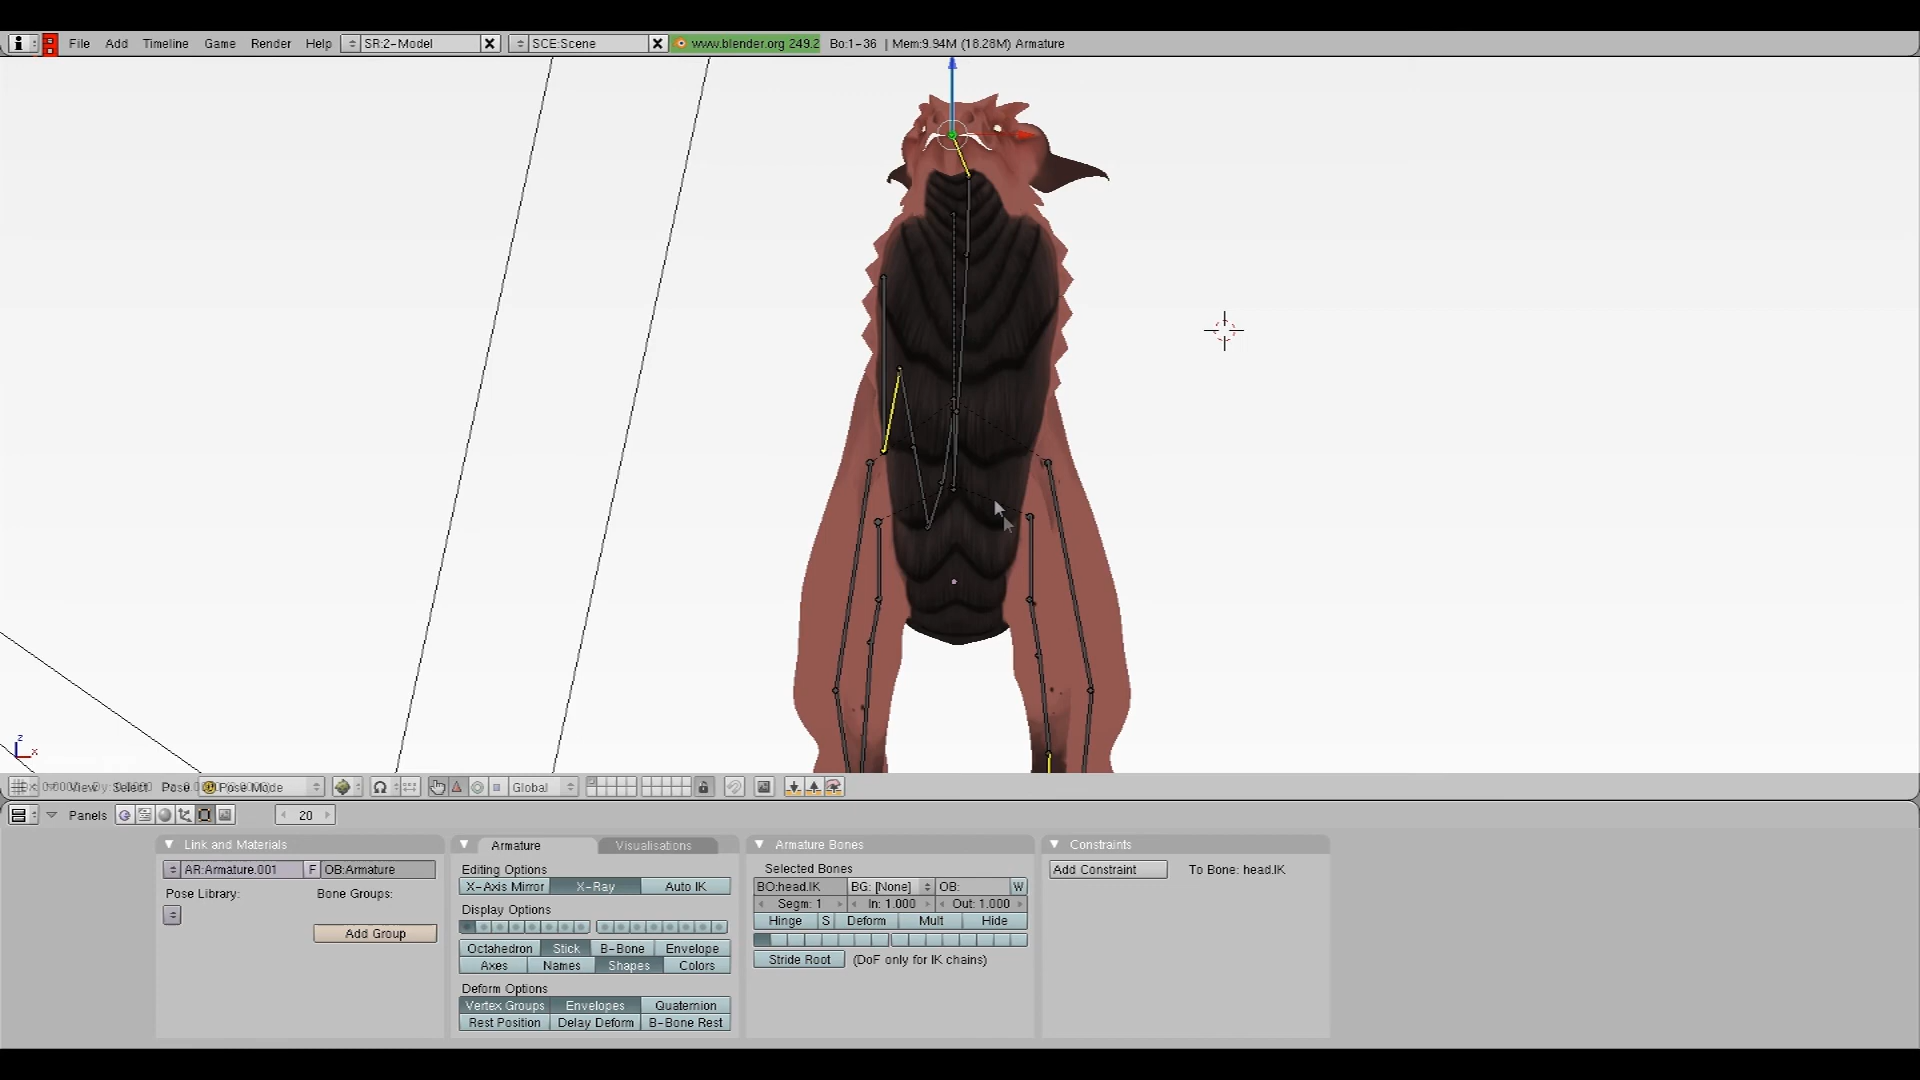 File Add Timeline Game Render Help SR:2-Model SCE:Scene www.blender.org 249.2 Bo:1-36 | Mem:9.94M (18.28M) Armature
z
x
View Select Pose Pose Mode Global
Panels 20
Link and Materials
AR:Armature.001 F OB:Armature
Pose Library: Bone Groups:
Add Group
Armature Visualisations
Editing Options
X-Axis Mirror X-Ray Auto IK
Display Options
Octahedron Stick B-Bone Envelope
Axes Names Shapes Colors
Deform Options
Vertex Groups Envelopes Quaternion
Rest Position Delay Deform B-Bone Rest
Armature Bones
Selected Bones
BO:head.IK BG: [None] OB: W
Segm: 1 In: 1.000 Out: 1.000
Hinge S Deform Mult Hide
Stride Root (DoF only for IK chains)
Constraints
Add Constraint To Bone: head.IK